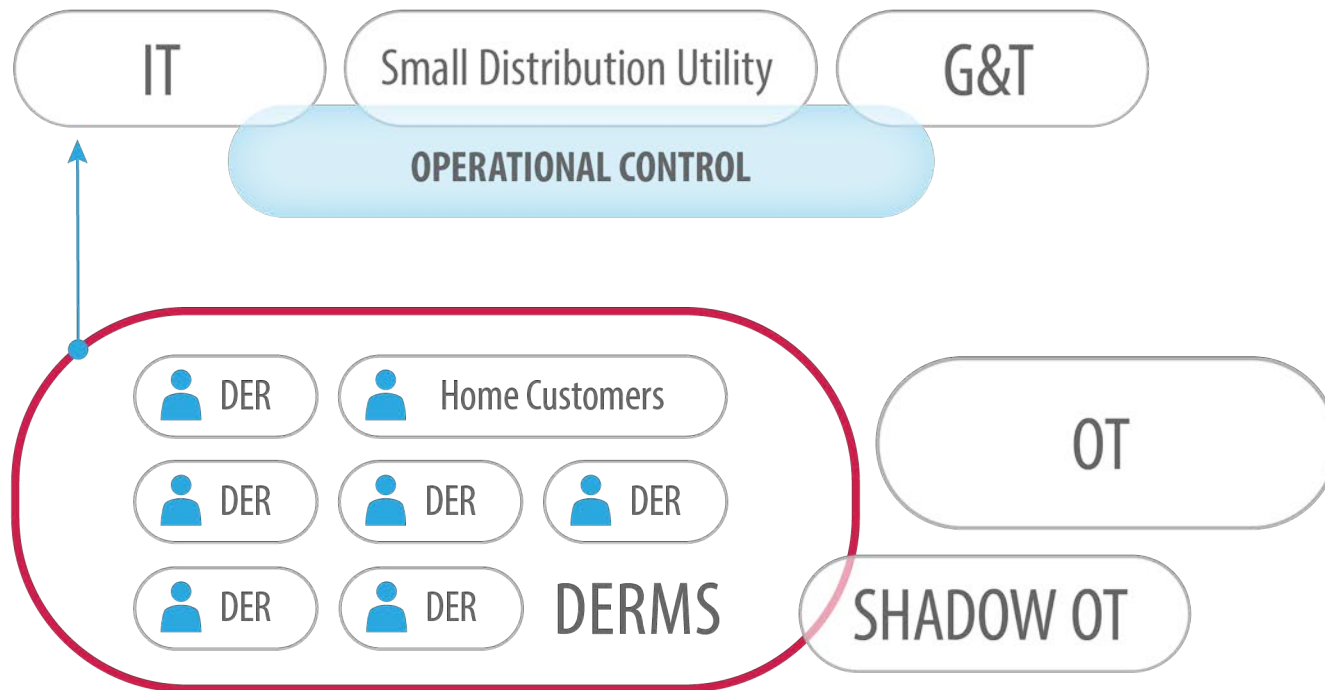 IT
Small Distribution Utility
G&T
OPERATIONAL CONTROL
DER
Home Customers
DER
DER
DER
DER
DER
DERMS
OT
SHADOW OT